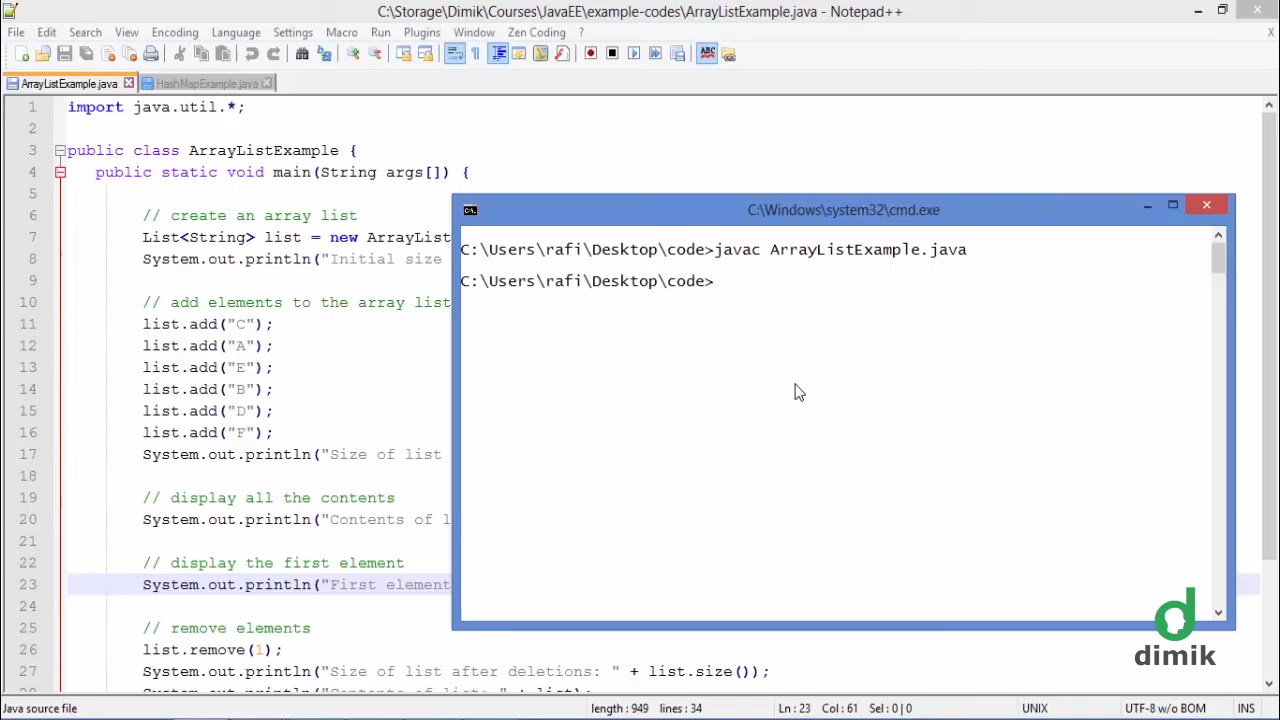 C:\Storage\Dimik\Courses\JavaEE\example-codes\ArrayListExample.java - Notepad++
File Edit Search View Encoding Language Settings Macro Run Plugins Window Zen Coding ? X
ArrayListExample.java HashMapExample.java
1 import java.util.*;
2
3 public class ArrayListExample {
4 public static void main(String args[]) {
5
6 // create an array list
7 List<String> list = new ArrayList
8 System.out.println("Initial size
9
10 // add elements to the array list
11 list.add("C");
12 list.add("A");
13 list.add("E");
14 list.add("B");
15 list.add("D");
16 list.add("F");
17 System.out.println("Size of list
18
19 // display all the contents
20 System.out.println("Contents of l
21
22 // display the first element
23 System.out.println("First element
24
25 // remove elements
26 list.remove(1);
27 System.out.println("Size of list after deletions: " + list.size());
C:\Windows\system32\cmd.exe
C:\Users\rafi\Desktop\code>javac ArrayListExample.java
C:\Users\rafi\Desktop\code>
dimik
Java source file length : 949 lines : 34 Ln : 23 Col : 61 Sel : 0 | 0 UNIX UTF-8 w/o BOM INS